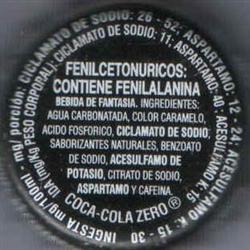 mg/porción: CICLAMATO DE SODIO: 26 - 52; ASPARTAMO: 12 - 24;
PESO CORPORAL): CICLAMATO DE SODIO: 11; ASPARTAMO: 40; ACESULFAMO K: 15
FENILCETONURICOS:
CONTIENE FENILALANINA
BEBIDA DE FANTASIA. INGREDIENTES:
AGUA CARBONATADA, COLOR CARAMELO,
ACIDO FOSFORICO, CICLAMATO DE SODIO;
SABORIZANTES NATURALES, BENZOATO
DE SODIO, ACESULFAMO DE
POTASIO, CITRATO DE SODIO,
ASPARTAMO Y CAFEINA.
COCA-COLA ZERO®
INGESTA mg/100ml -
ACESULFAMO K: 15 - 30
IDA (mg/K